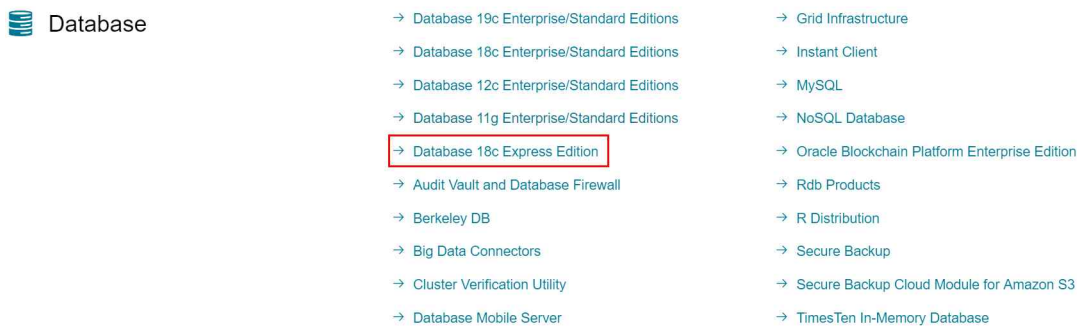 Database
→ Database 19c Enterprise/Standard Editions
→ Database 18c Enterprise/Standard Editions
→ Database 12c Enterprise/Standard Editions
→ Database 11g Enterprise/Standard Editions
→ Database 18c Express Edition
→ Audit Vault and Database Firewall
→ Berkeley DB
→ Big Data Connectors
→ Cluster Verification Utility
→ Database Mobile Server
→ Grid Infrastructure
→ Instant Client
→ MySQL
→ NoSQL Database
→ Oracle Blockchain Platform Enterprise Edition
→ Rdb Products
→ R Distribution
→ Secure Backup
→ Secure Backup Cloud Module for Amazon S3
→ TimesTen In-Memory Database